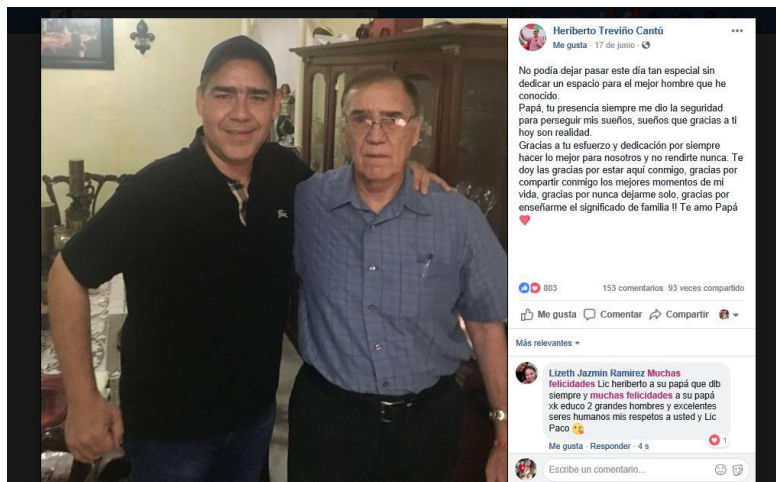 Heriberto Treviño Cantú
Me gusta · 17 de junio ·
No podía dejar pasar este día tan especial sin
dedicar un espacio para el mejor hombre que he
conocido.
Papá, tu presencia siempre me dio la seguridad
para perseguir mis sueños, sueños que gracias a ti
hoy son realidad.
Gracias a tu esfuerzo y dedicación por siempre
hacer lo mejor para nosotros y no rendirte nunca. Te
doy las gracias por estar aquí conmigo, gracias por
compartir conmigo los mejores momentos de mi
vida, gracias por nunca dejarme solo, gracias por
enseñarme el significado de familia !! Te amo Papá
❤
803 153 comentarios 93 veces compartido
Me gusta Comentar Compartir
Más relevantes
Lizeth Jazmin Ramirez Muchas
felicidades Lic heriberto a su papá que dlb
siempre y muchas felicidades a su papá
xk educo 2 grandes hombres y excelentes
seres humanos mis respetos a usted y Lic
Paco 😘
1
Me gusta · Responder · 4 s
Escribe un comentario...